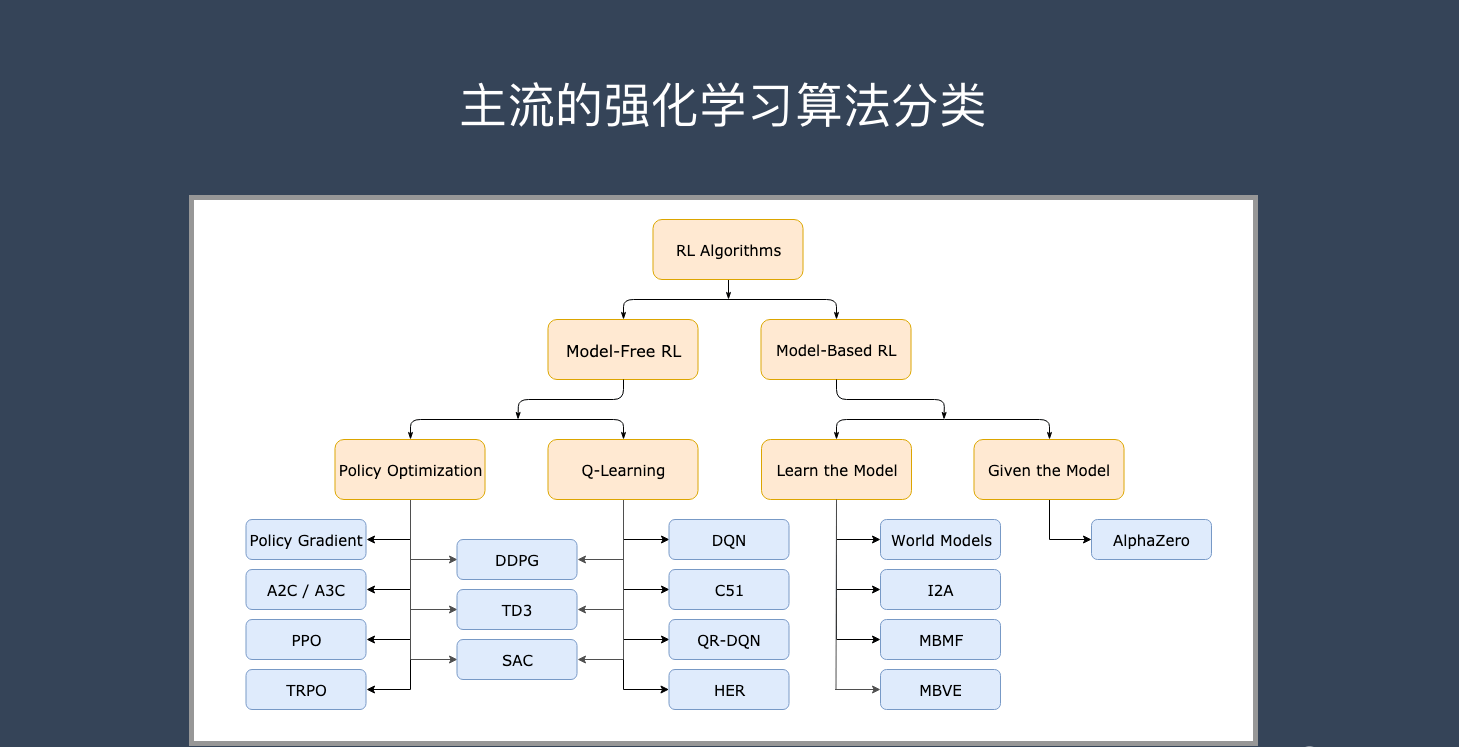 主流的强化学习算法分类
RL Algorithms
Model-Free RL
Model-Based RL
Policy Optimization
Q-Learning
Learn the Model
Given the Model
Policy Gradient
A2C / A3C
PPO
TRPO
DDPG
TD3
SAC
DQN
C51
QR-DQN
HER
World Models
I2A
MBMF
MBVE
AlphaZero